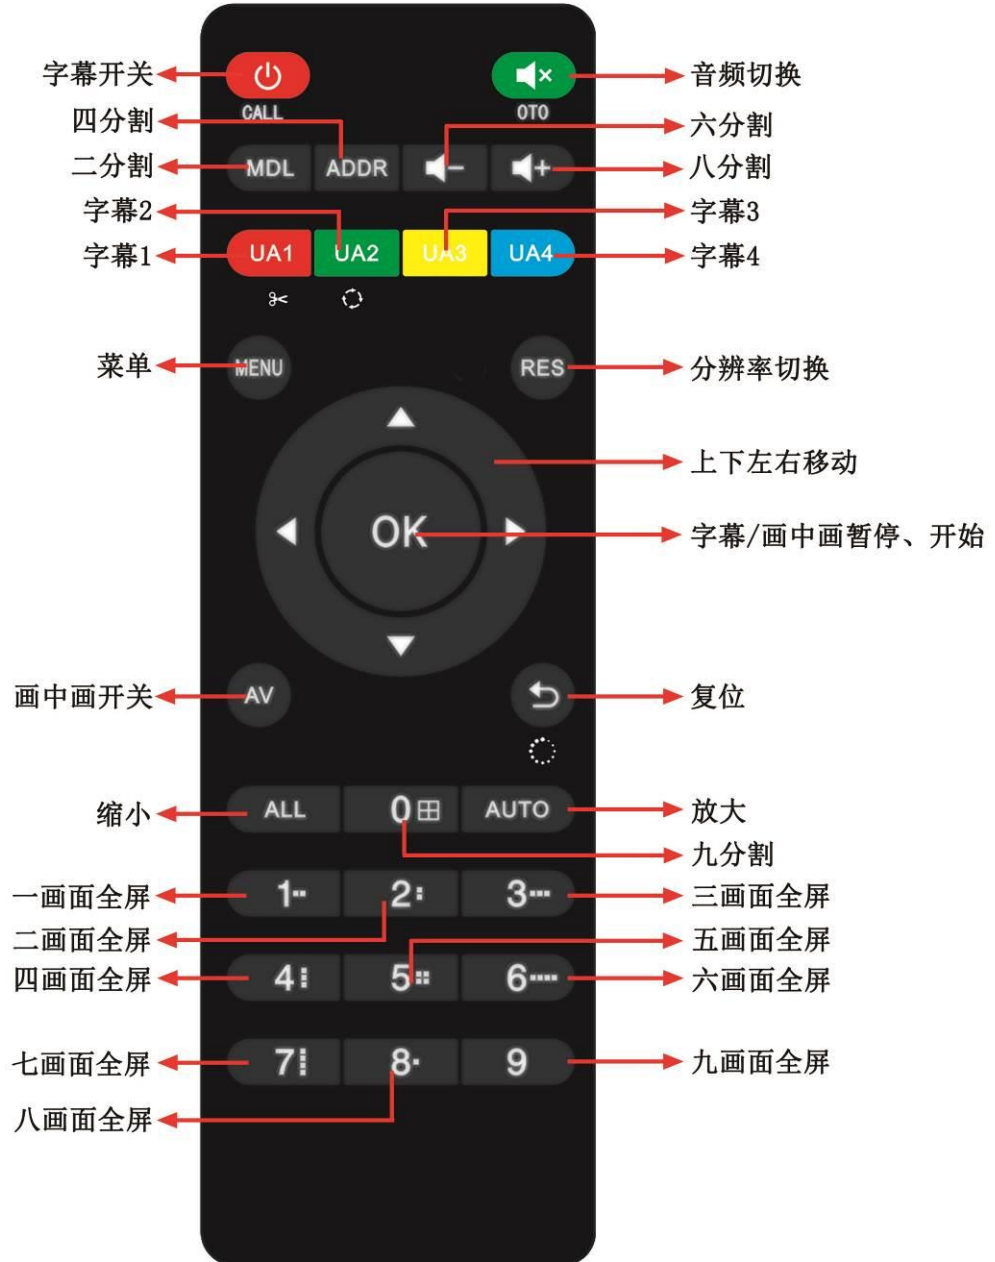 字幕开关
音频切换
CALL
OTO
四分割
六分割
二分割
MDL
ADDR
-
+
八分割
字幕2
字幕3
字幕1
UA1
UA2
UA3
UA4
字幕4
菜单
MENU
RES
分辨率切换
上下左右移动
OK
字幕/画中画暂停、开始
画中画开关
AV
复位
缩小
ALL
0
AUTO
放大
九分割
一画面全屏
1
2
3
三画面全屏
二画面全屏
五画面全屏
四画面全屏
4
5
6
六画面全屏
七画面全屏
7
8
9
九画面全屏
八画面全屏